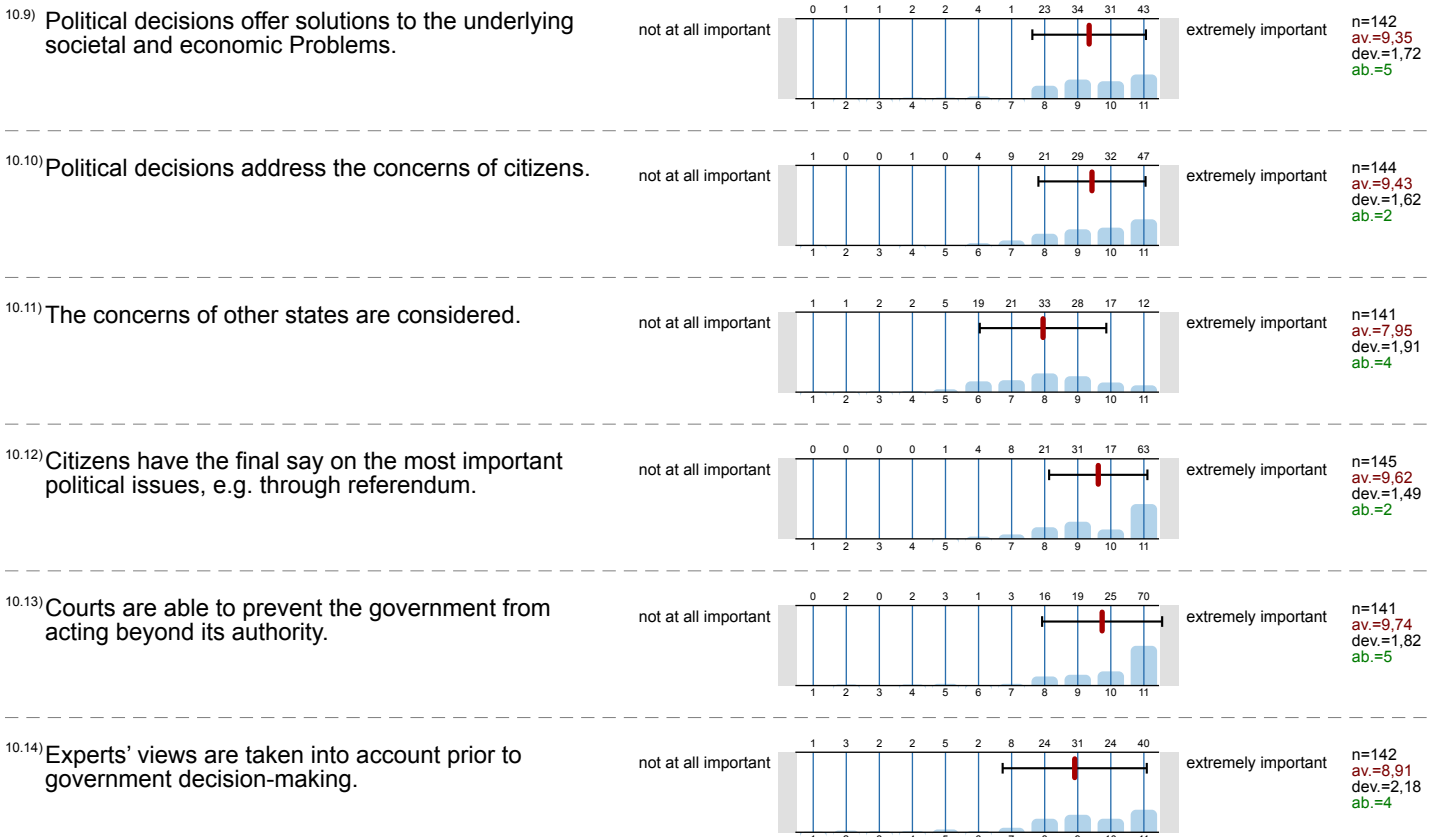 10.9) Political decisions offer solutions to the underlying
societal and economic Problems.
0 1 1 2 2 4 1 23 34 31 43
not at all important
extremely important
1 2 3 4 5 6 7 8 9 10 11
n=142
av.=9,35
dev.=1,72
ab.=5
10.10) Political decisions address the concerns of citizens.
1 0 0 1 0 4 9 21 29 32 47
not at all important
extremely important
1 2 3 4 5 6 7 8 9 10 11
n=144
av.=9,43
dev.=1,62
ab.=2
10.11) The concerns of other states are considered.
1 1 2 2 5 19 21 33 28 17 12
not at all important
extremely important
1 2 3 4 5 6 7 8 9 10 11
n=141
av.=7,95
dev.=1,91
ab.=4
10.12) Citizens have the final say on the most important
political issues, e.g. through referendum.
0 0 0 0 1 4 8 21 31 17 63
not at all important
extremely important
1 2 3 4 5 6 7 8 9 10 11
n=145
av.=9,62
dev.=1,49
ab.=2
10.13) Courts are able to prevent the government from
acting beyond its authority.
0 2 0 2 3 1 3 16 19 25 70
not at all important
extremely important
1 2 3 4 5 6 7 8 9 10 11
n=141
av.=9,74
dev.=1,82
ab.=5
10.14) Experts’ views are taken into account prior to
government decision-making.
1 3 2 2 5 2 8 24 31 24 40
not at all important
extremely important
n=142
av.=8,91
dev.=2,18
ab.=4